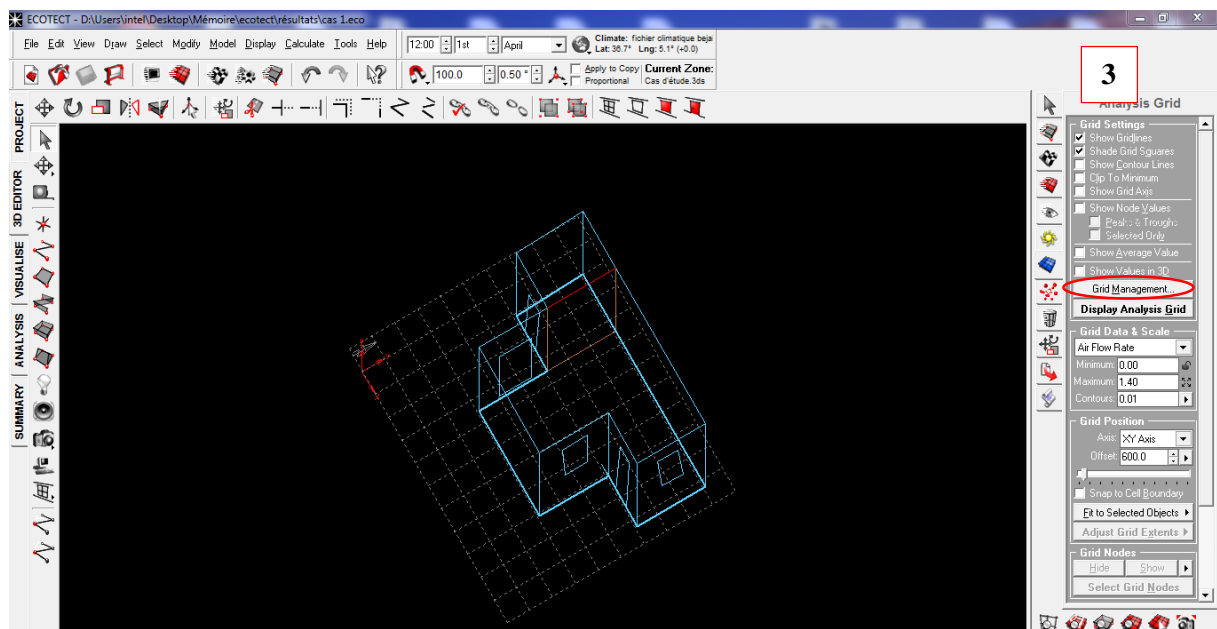 ECOTECT - D:\Users\intel\Desktop\Mémoire\ecotect\résultats\cas 1.eco
File Edit View Draw Select Modify Model Display Calculate Tools Help
12:00 1st April
Climate: fichier climatique beja
Lat: 36.7° Lng: 5.1° (+0.0)
100.0 0.50 °
Apply to Copy
Proportional
Current Zone:
Cas d'étude.3ds
3
PROJECT
3D EDITOR
VISUALISE
ANALYSIS
SUMMARY
Analysis Grid
Grid Settings
Show Gridlines
Shade Grid Squares
Show Contour Lines
Clip To Minimum
Show Grid Axis
Show Node Values
Peaks & Troughs
Selected Only
Show Average Value
Show Values in 3D
Grid Management...
Display Analysis Grid
Grid Data & Scale
Air Flow Rate
Minimum: 0.00
Maximum: 1.40
Contours: 0.01
Grid Position
Axis: XY Axis
Offset: 600.0
Snap to Cell Boundary
Fit to Selected Objects
Adjust Grid Extents
Grid Nodes
Hide Show
Select Grid Nodes